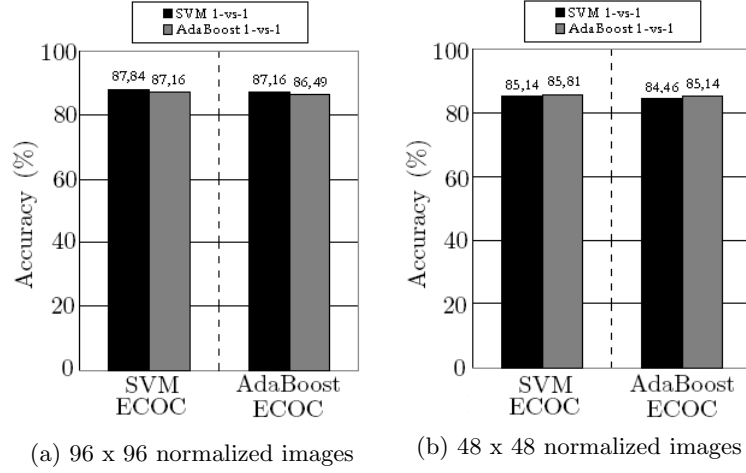 SVM 1-vs-1
AdaBoost 1-vs-1
Accuracy (%)
100
80
60
40
20
0
87,84
87,16
87,16
86,49
SVM
ECOC
AdaBoost
ECOC
(a) 96 x 96 normalized images
SVM 1-vs-1
AdaBoost 1-vs-1
Accuracy (%)
100
80
60
40
20
0
85,14
85,81
84,46
85,14
SVM
ECOC
AdaBoost
ECOC
(b) 48 x 48 normalized images